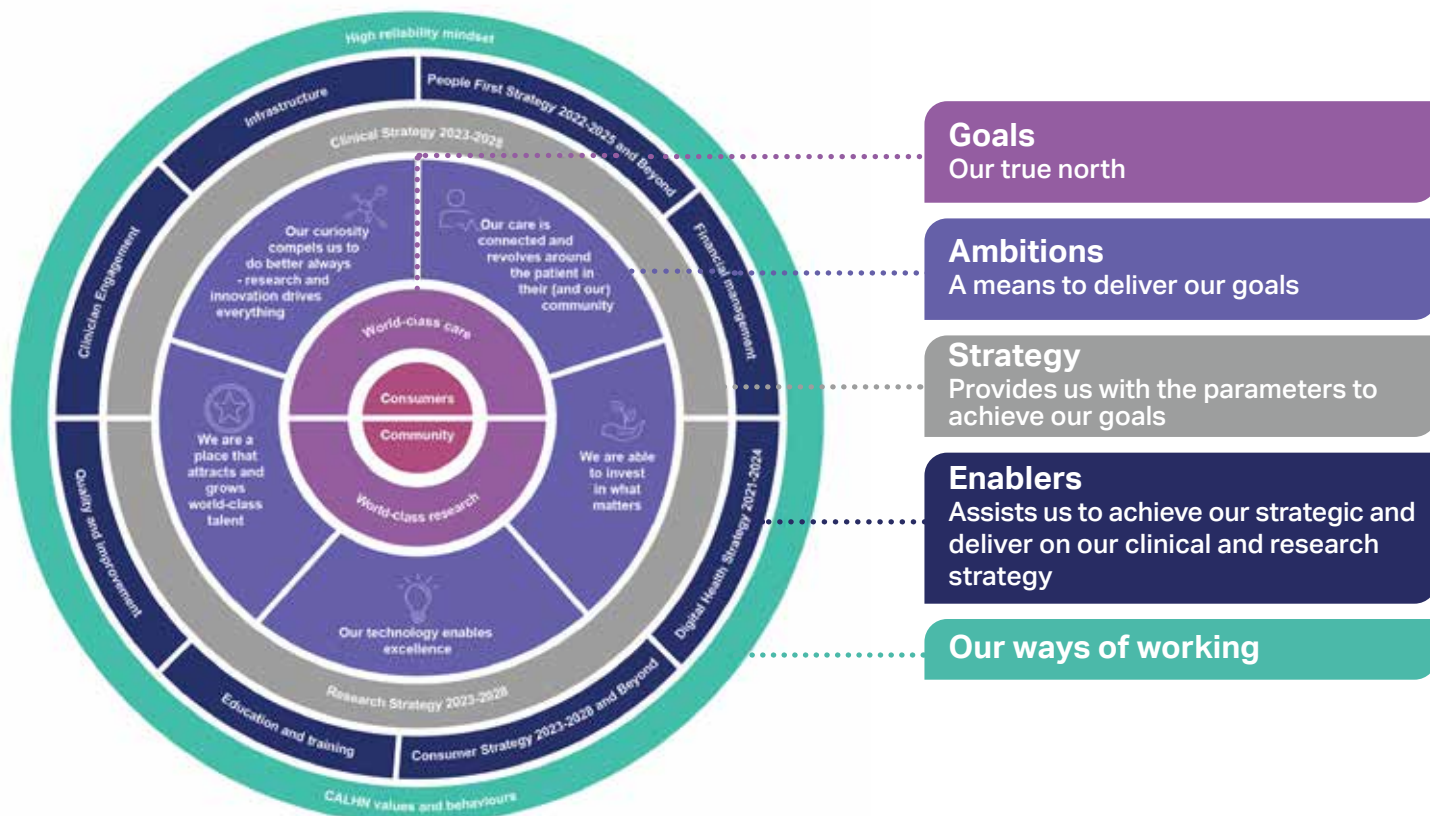 High reliability mindset
Infrastructure
People First Strategy 2022-2025 and Beyond
Clinical Strategy 2023-2028
Clinician Engagement
Financial management
Our curiosity
compels us to
do better always
- research and
innovation drives
everything
Our care is
connected and
revolves around
the patient in
their (and our)
community
World-class care
Consumers
Community
World-class research
We are a
place that
attracts and
grows
world-class
talent
We are able
to invest
in what
matters
Our technology enables
excellence
Quality and improvement
Digital Health Strategy 2021-2024
Research Strategy 2023-2028
Education and training
Consumer Strategy 2023-2028 and Beyond
CALHN values and behaviours
Goals
Our true north
Ambitions
A means to deliver our goals
Strategy
Provides us with the parameters to
achieve our goals
Enablers
Assists us to achieve our strategic and
deliver on our clinical and research
strategy
Our ways of working